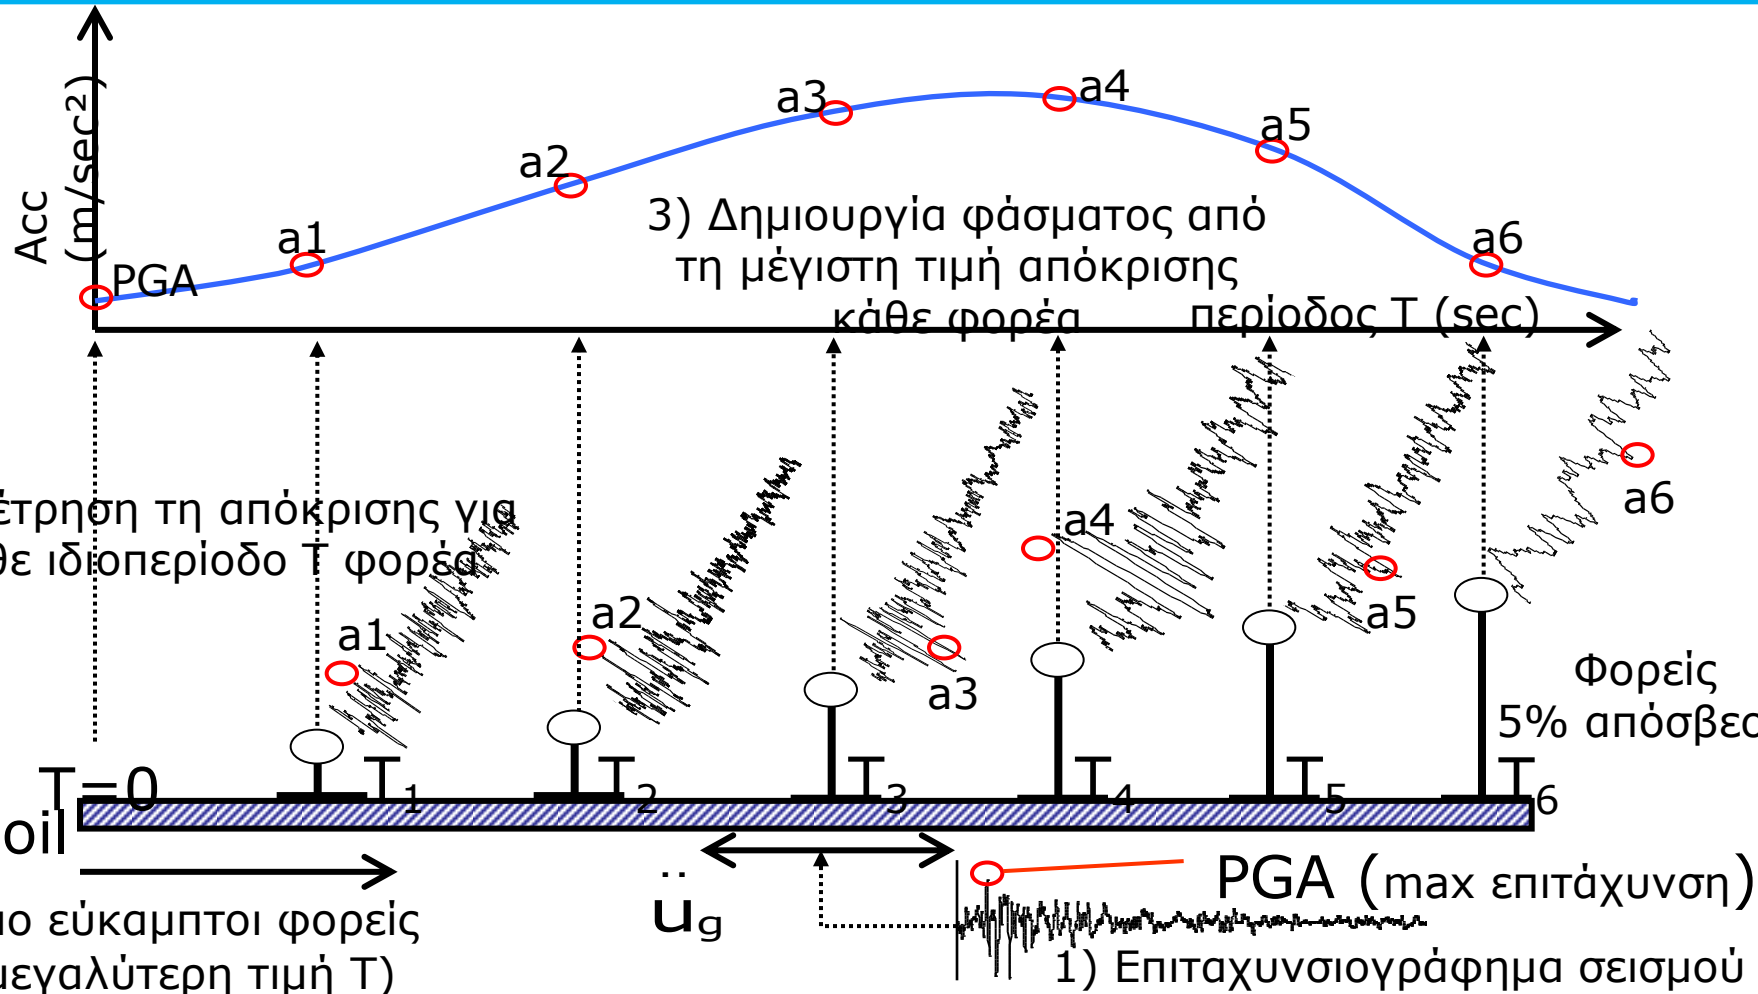 Acc
(m/sec²)
PGA
a1
a2
a3
a4
a5
a6
3) Δημιουργία φάσματος από
τη μέγιστη τιμή απόκρισης
κάθε φορέα
περίοδος T (sec)
έτρηση τη απόκρισης για
θε ιδιοπερίοδο T φορέα
a1
a2
a3
a4
a5
a6
Φορείς
5% απόσβεσ
T=0
T1
T2
T3
T4
T5
T6
oil
üg
PGA (max επιτάχυνση)
ιο εύκαμπτοι φορείς
μεγαλύτερη τιμή T)
1) Επιταχυνσιογράφημα σεισμού